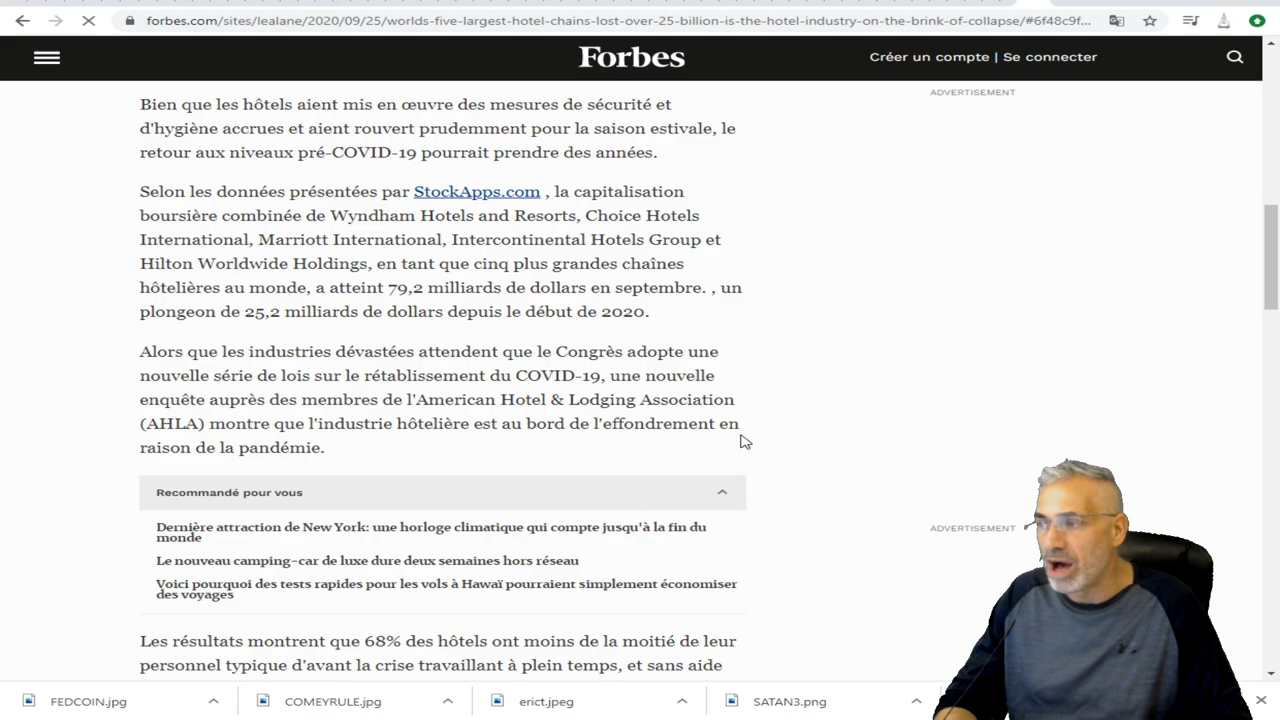 forbes.com/sites/lealane/2020/09/25/worlds-five-largest-hotel-chains-lost-over-25-billion-is-the-hotel-industry-on-the-brink-of-collapse/#6f48c9f...
Forbes
Créer un compte | Se connecter
ADVERTISEMENT
Bien que les hôtels aient mis en œuvre des mesures de sécurité et
d'hygiène accrues et aient rouvert prudemment pour la saison estivale, le
retour aux niveaux pré-COVID-19 pourrait prendre des années.
Selon les données présentées par StockApps.com , la capitalisation
boursière combinée de Wyndham Hotels and Resorts, Choice Hotels
International, Marriott International, Intercontinental Hotels Group et
Hilton Worldwide Holdings, en tant que cinq plus grandes chaînes
hôtelières au monde, a atteint 79,2 milliards de dollars en septembre. , un
plongeon de 25,2 milliards de dollars depuis le début de 2020.
Alors que les industries dévastées attendent que le Congrès adopte une
nouvelle série de lois sur le rétablissement du COVID-19, une nouvelle
enquête auprès des membres de l'American Hotel & Lodging Association
(AHLA) montre que l'industrie hôtelière est au bord de l'effondrement en
raison de la pandémie.
Recommandé pour vous
Dernière attraction de New York: une horloge climatique qui compte jusqu'à la fin du
monde
ADVERTISEMENT
Le nouveau camping-car de luxe dure deux semaines hors réseau
Voici pourquoi des tests rapides pour les vols à Hawaï pourraient simplement économiser
des voyages
Les résultats montrent que 68% des hôtels ont moins de la moitié de leur
personnel typique d'avant la crise travaillant à plein temps, et sans aide
FEDCOIN.jpg
COMEYRULE.jpg
erict.jpeg
SATAN3.png